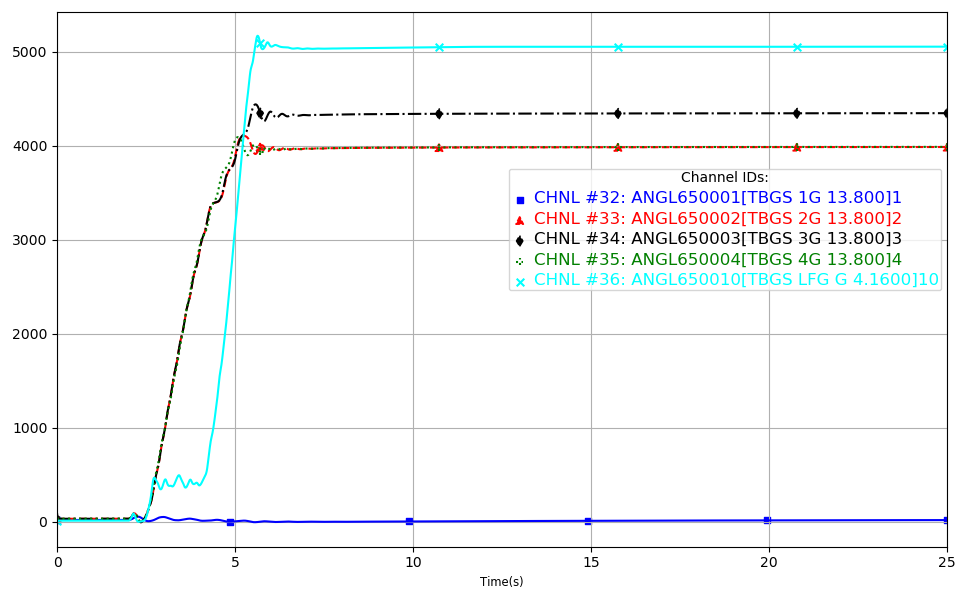 5000
4000
3000
2000
1000
0
Channel IDs:
CHNL #32: ANGL650001[TBGS 1G 13.800]1
CHNL #33: ANGL650002[TBGS 2G 13.800]2
CHNL #34: ANGL650003[TBGS 3G 13.800]3
CHNL #35: ANGL650004[TBGS 4G 13.800]4
CHNL #36: ANGL650010[TBGS LFG G 4.1600]10
0 5 10 15 20 25
Time(s)